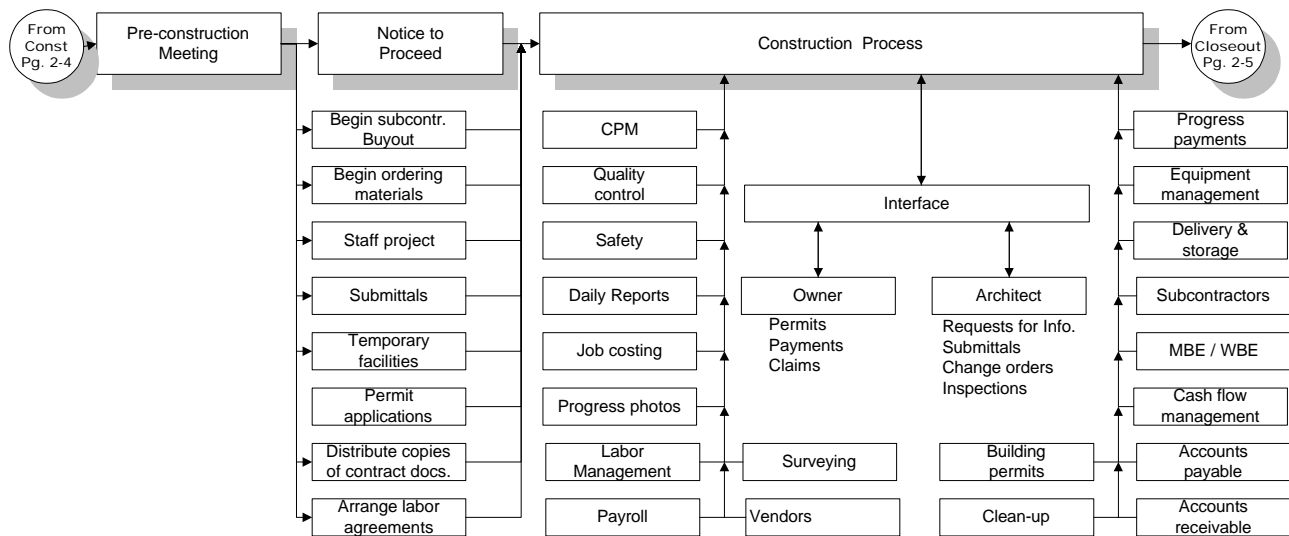 From
Const
Pg. 2-4
Pre-construction
Meeting
Notice to
Proceed
Construction Process
From
Closeout
Pg. 2-5
Begin subcontr.
Buyout
Begin ordering
materials
Staff project
Submittals
Temporary
facilities
Permit
applications
Distribute copies
of contract docs.
Arrange labor
agreements
CPM
Quality
control
Safety
Daily Reports
Job costing
Progress photos
Labor
Management
Payroll
Surveying
Vendors
Interface
Owner
Permits
Payments
Claims
Architect
Requests for Info.
Submittals
Change orders
Inspections
Building
permits
Clean-up
Progress
payments
Equipment
management
Delivery &
storage
Subcontractors
MBE / WBE
Cash flow
management
Accounts
payable
Accounts
receivable